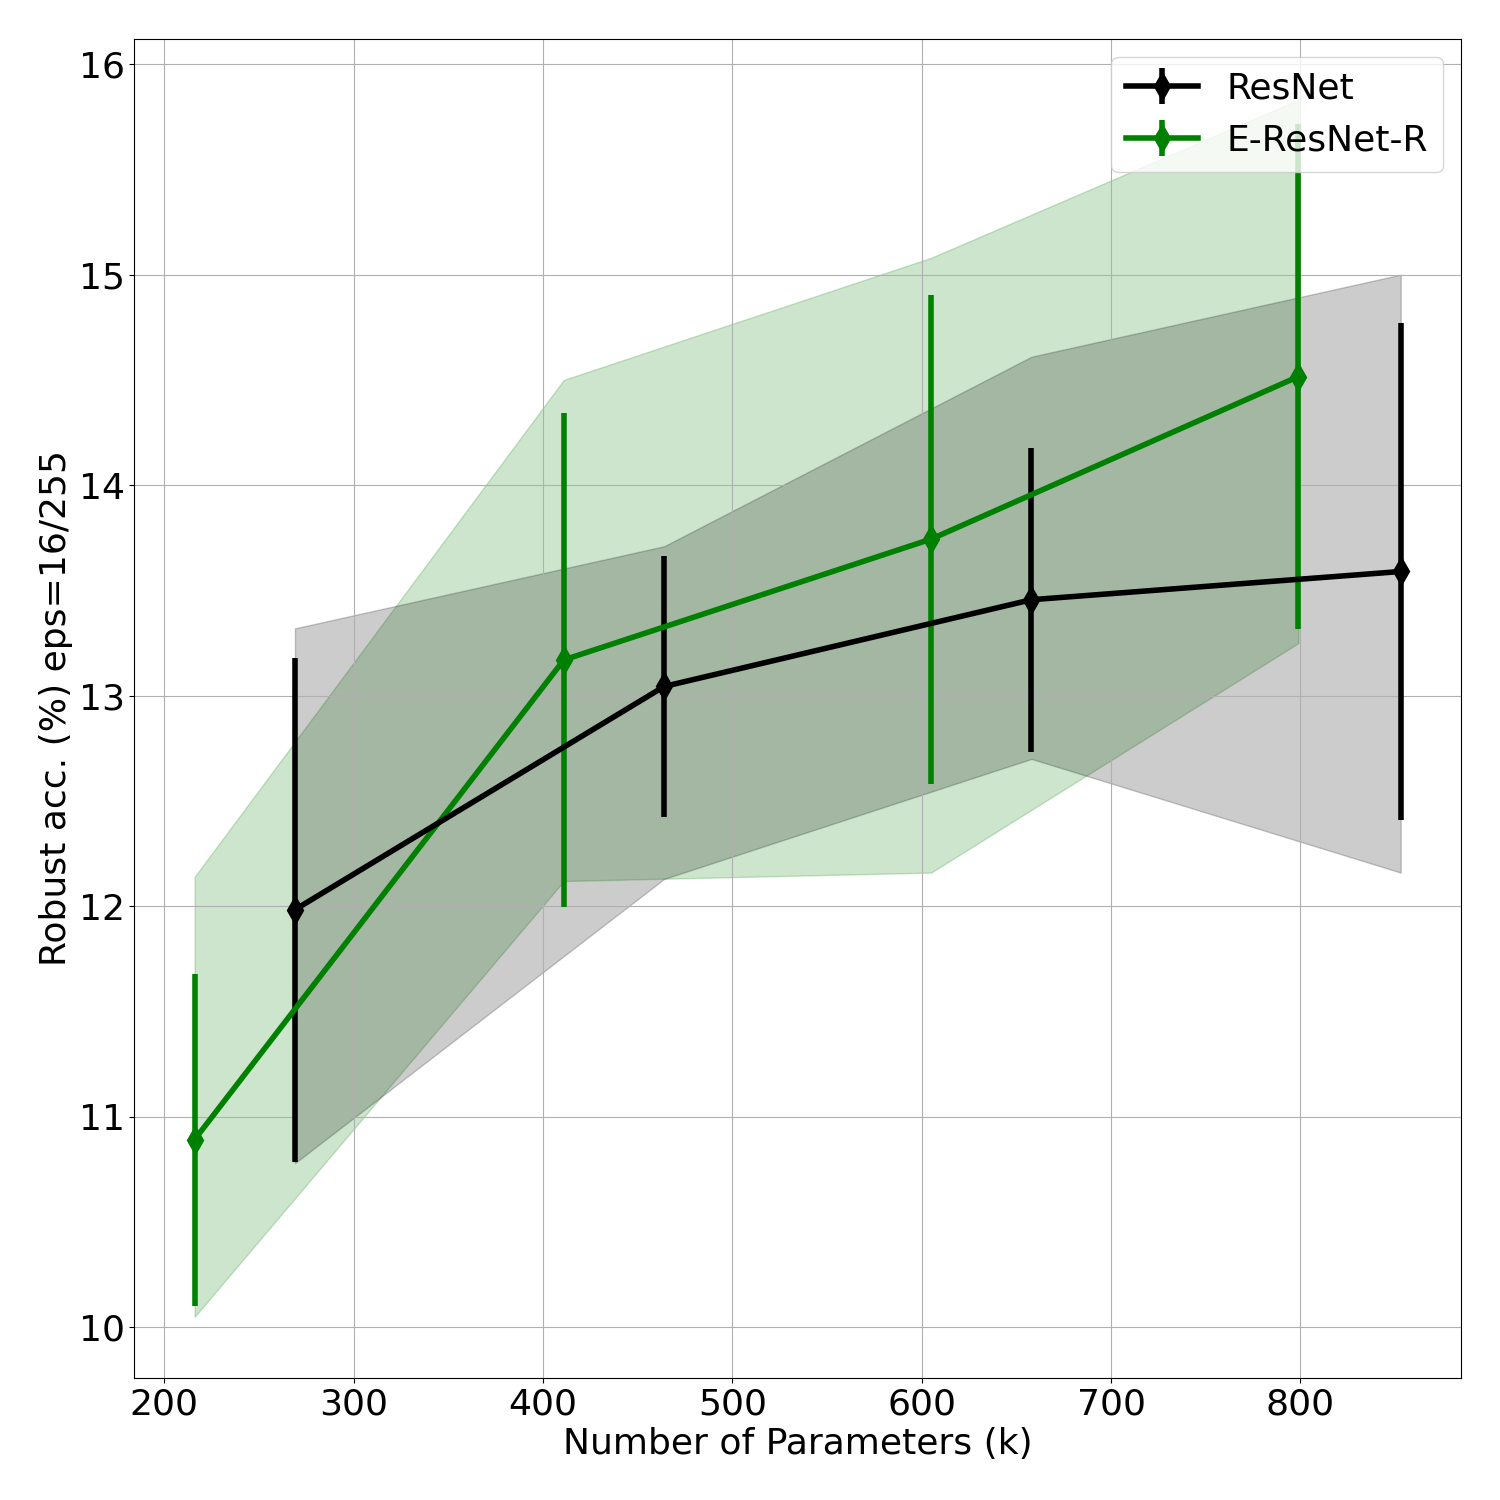 16
15
14
13
12
11
10
Robust acc. (%) eps=16/255
ResNet
E-ResNet-R
200 300 400 500 600 700 800
Number of Parameters (k)